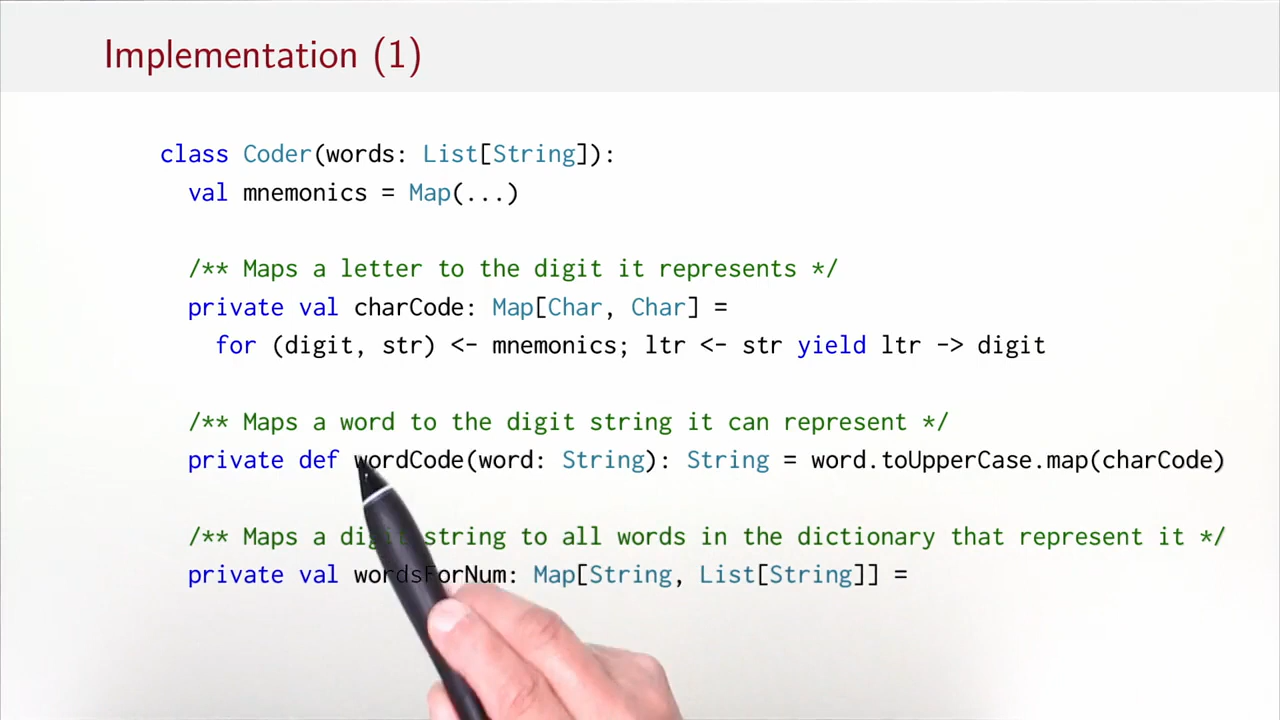 Implementation (1)
class Coder(words: List[String]):
val mnemonics = Map(...)
/** Maps a letter to the digit it represents */
private val charCode: Map[Char, Char] =
for (digit, str) <- mnemonics; ltr <- str yield ltr -> digit
/** Maps a word to the digit string it can represent */
private def wordCode(word: String): String = word.toUpperCase.map(charCode)
/** Maps a digit string to all words in the dictionary that represent it */
private val wordsForNum: Map[String, List[String]] =